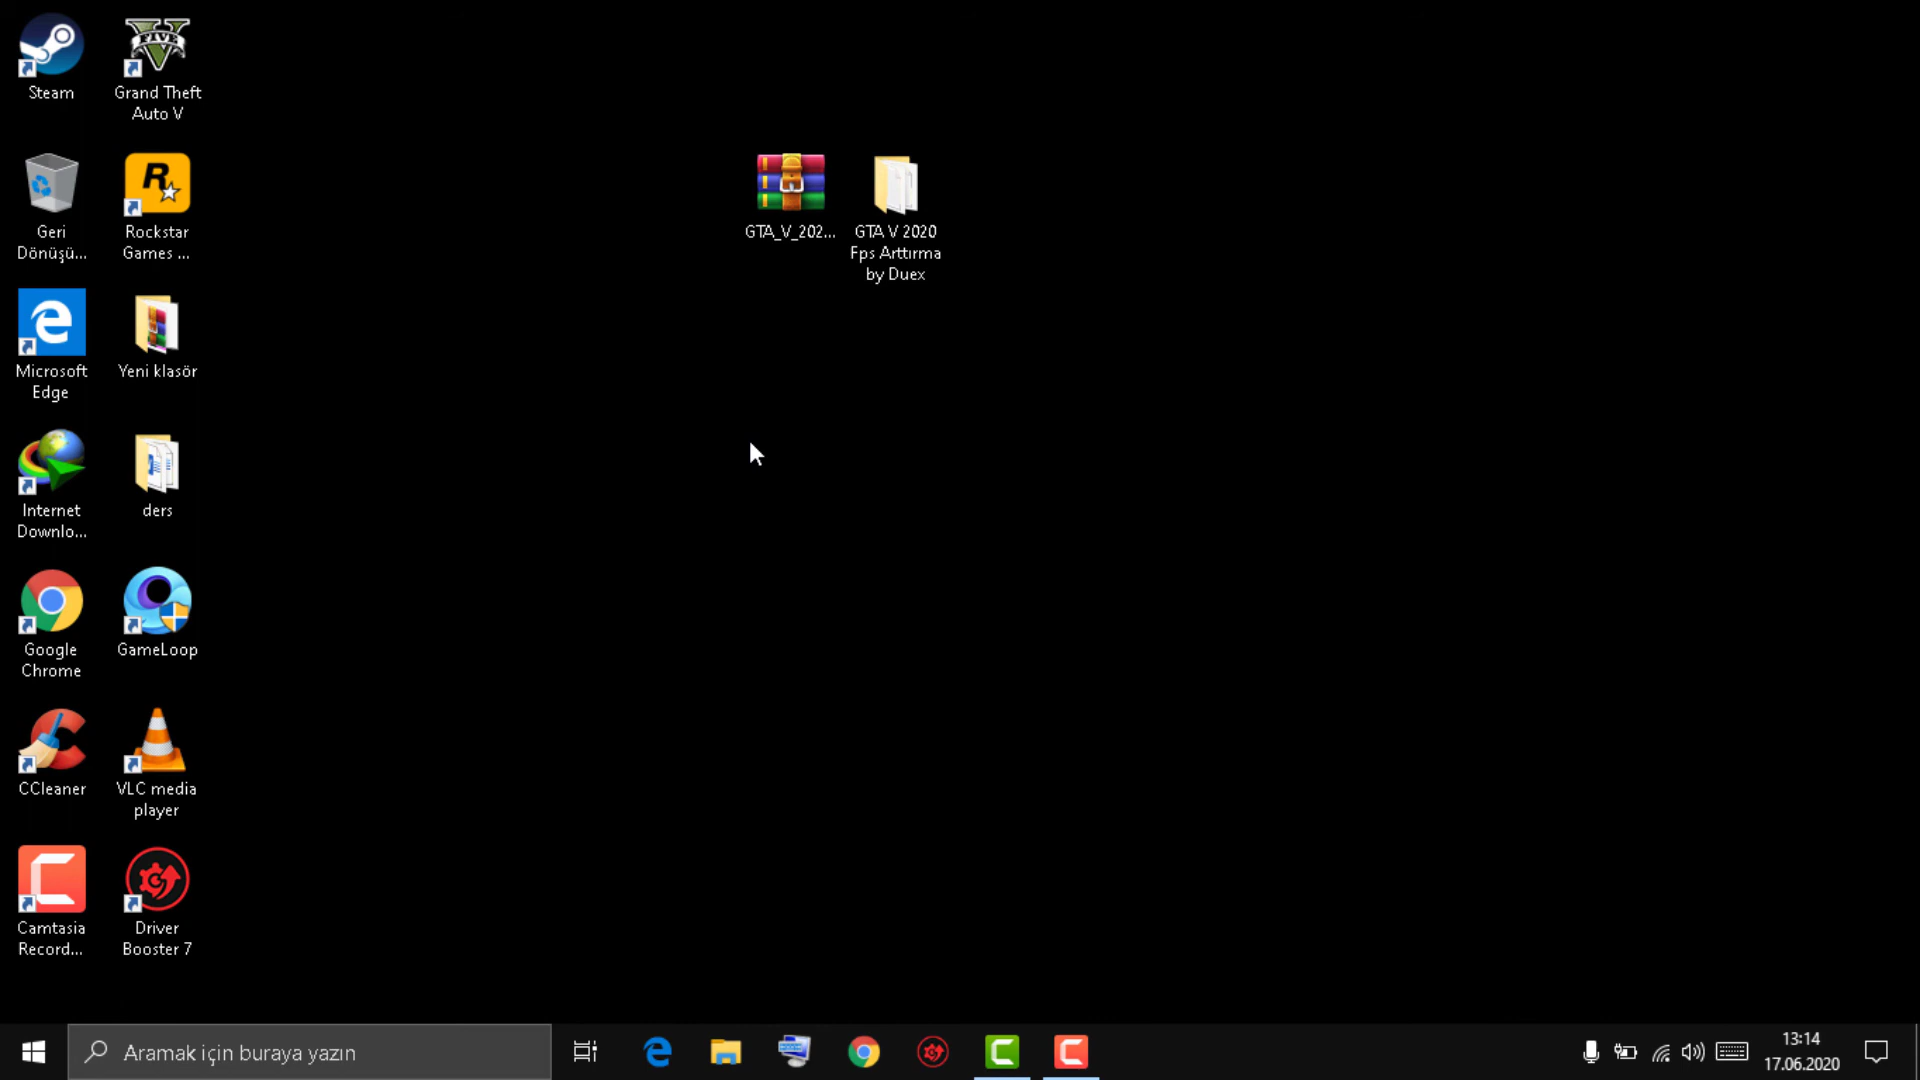 Steam
Grand Theft
Auto V
Geri
Dönüşü...
Rockstar
Games ...
GTA_V_202...
GTA V 2020
Fps Arttırma
by Duex
Microsoft
Edge
Yeni klasör
Internet
Downlo...
ders
Google
Chrome
GameLoop
CCleaner
VLC media
player
Camtasia
Record...
Driver
Booster 7
Aramak için buraya yazın
13:14
17.06.2020